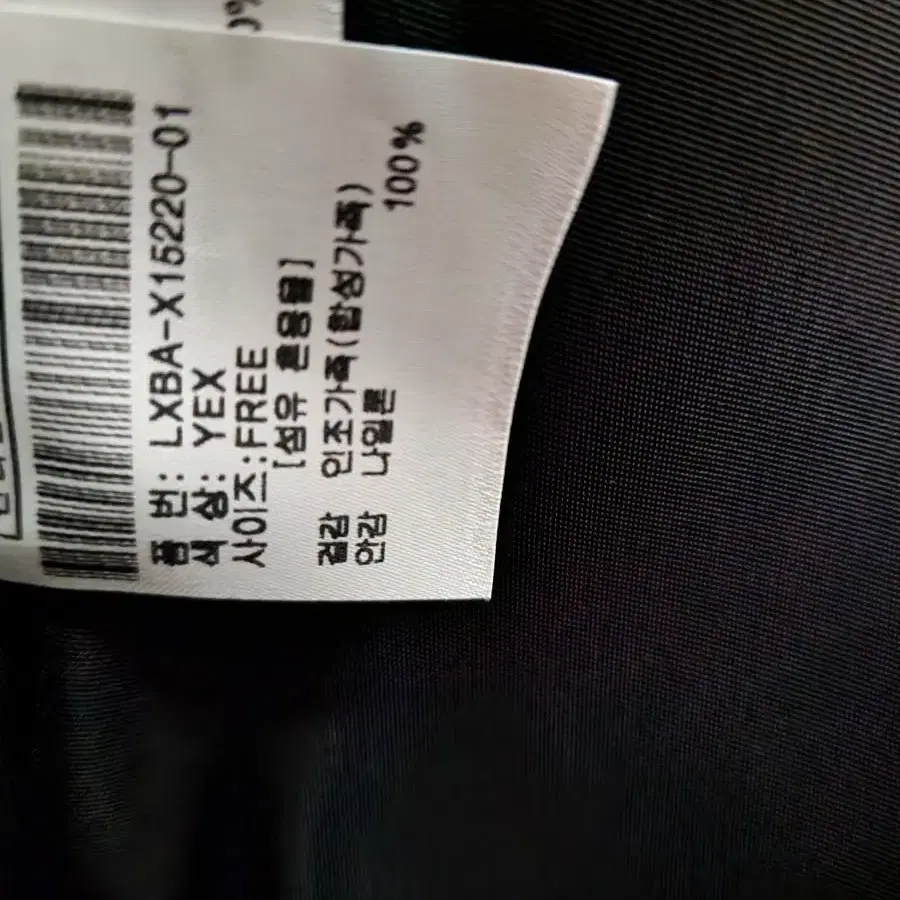 품 번: LXBA-X15220-01
색 상: YEX
사이즈:FREE
[섬유 혼용율]
겉감 인조가죽(합성가죽)
안감 나일론 100%